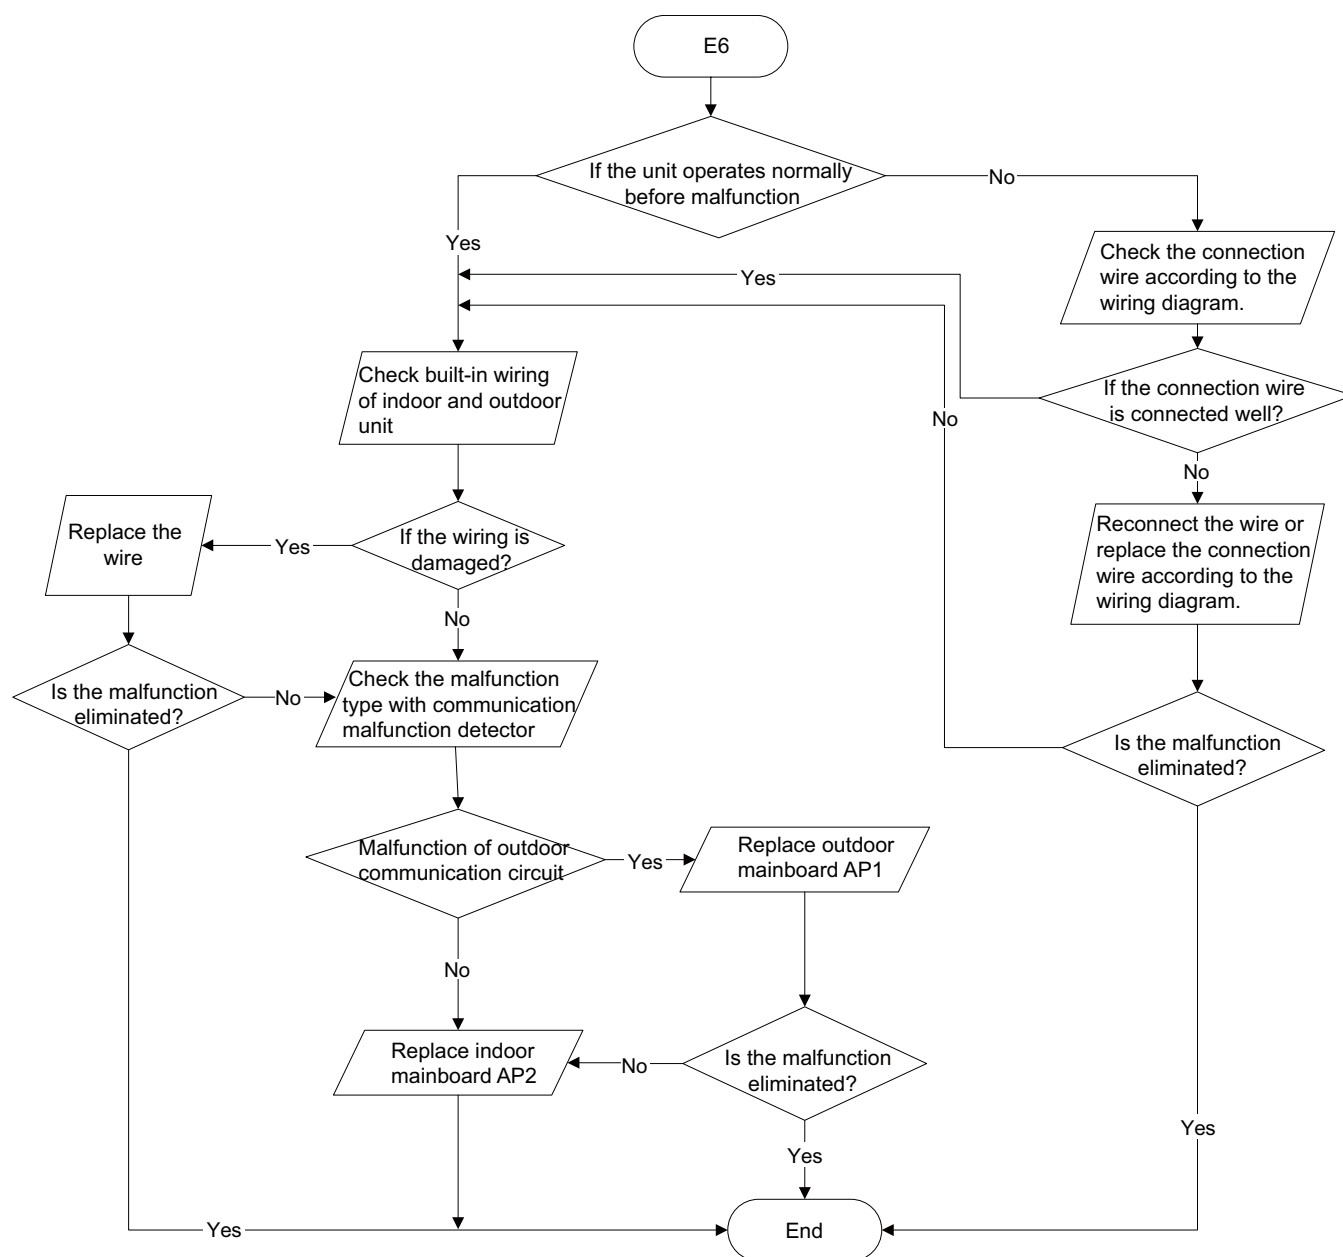 E6
If the unit operates normally
before malfunction
No
Yes
Check the connection
wire according to the
wiring diagram.
Yes
Check built-in wiring
of indoor and outdoor
unit
If the connection wire
is connected well?
No
No
Replace the
wire
Yes
If the wiring is
damaged?
Reconnect the wire or
replace the connection
wire according to the
wiring diagram.
No
Is the malfunction
eliminated?
No
Check the malfunction
type with communication
malfunction detector
Is the malfunction
eliminated?
Malfunction of outdoor
communication circuit
Yes
Replace outdoor
mainboard AP1
No
Replace indoor
mainboard AP2
No
Is the malfunction
eliminated?
Yes
Yes
Yes
End